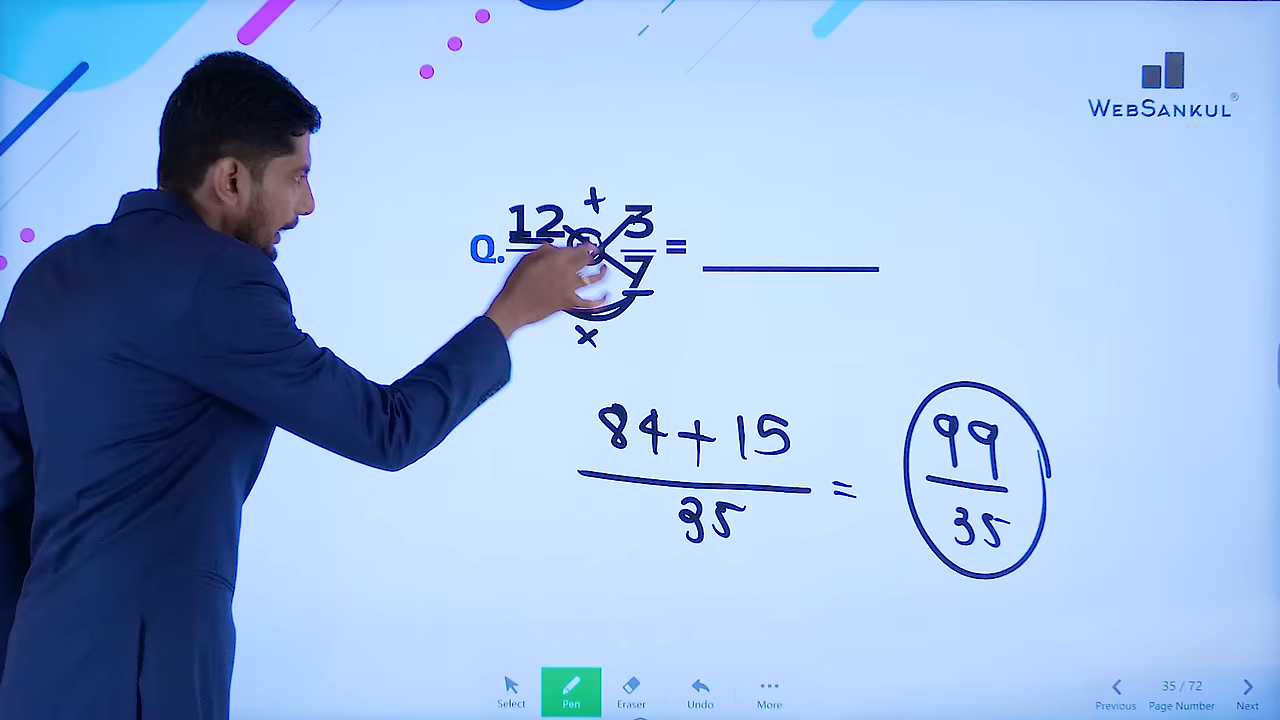 WEBSANKUL®
+
Q. 12 3 =
7
x
84 + 15
35
=
99
35
Select Pen Eraser Undo More
35 / 72
Previous Page Number Next